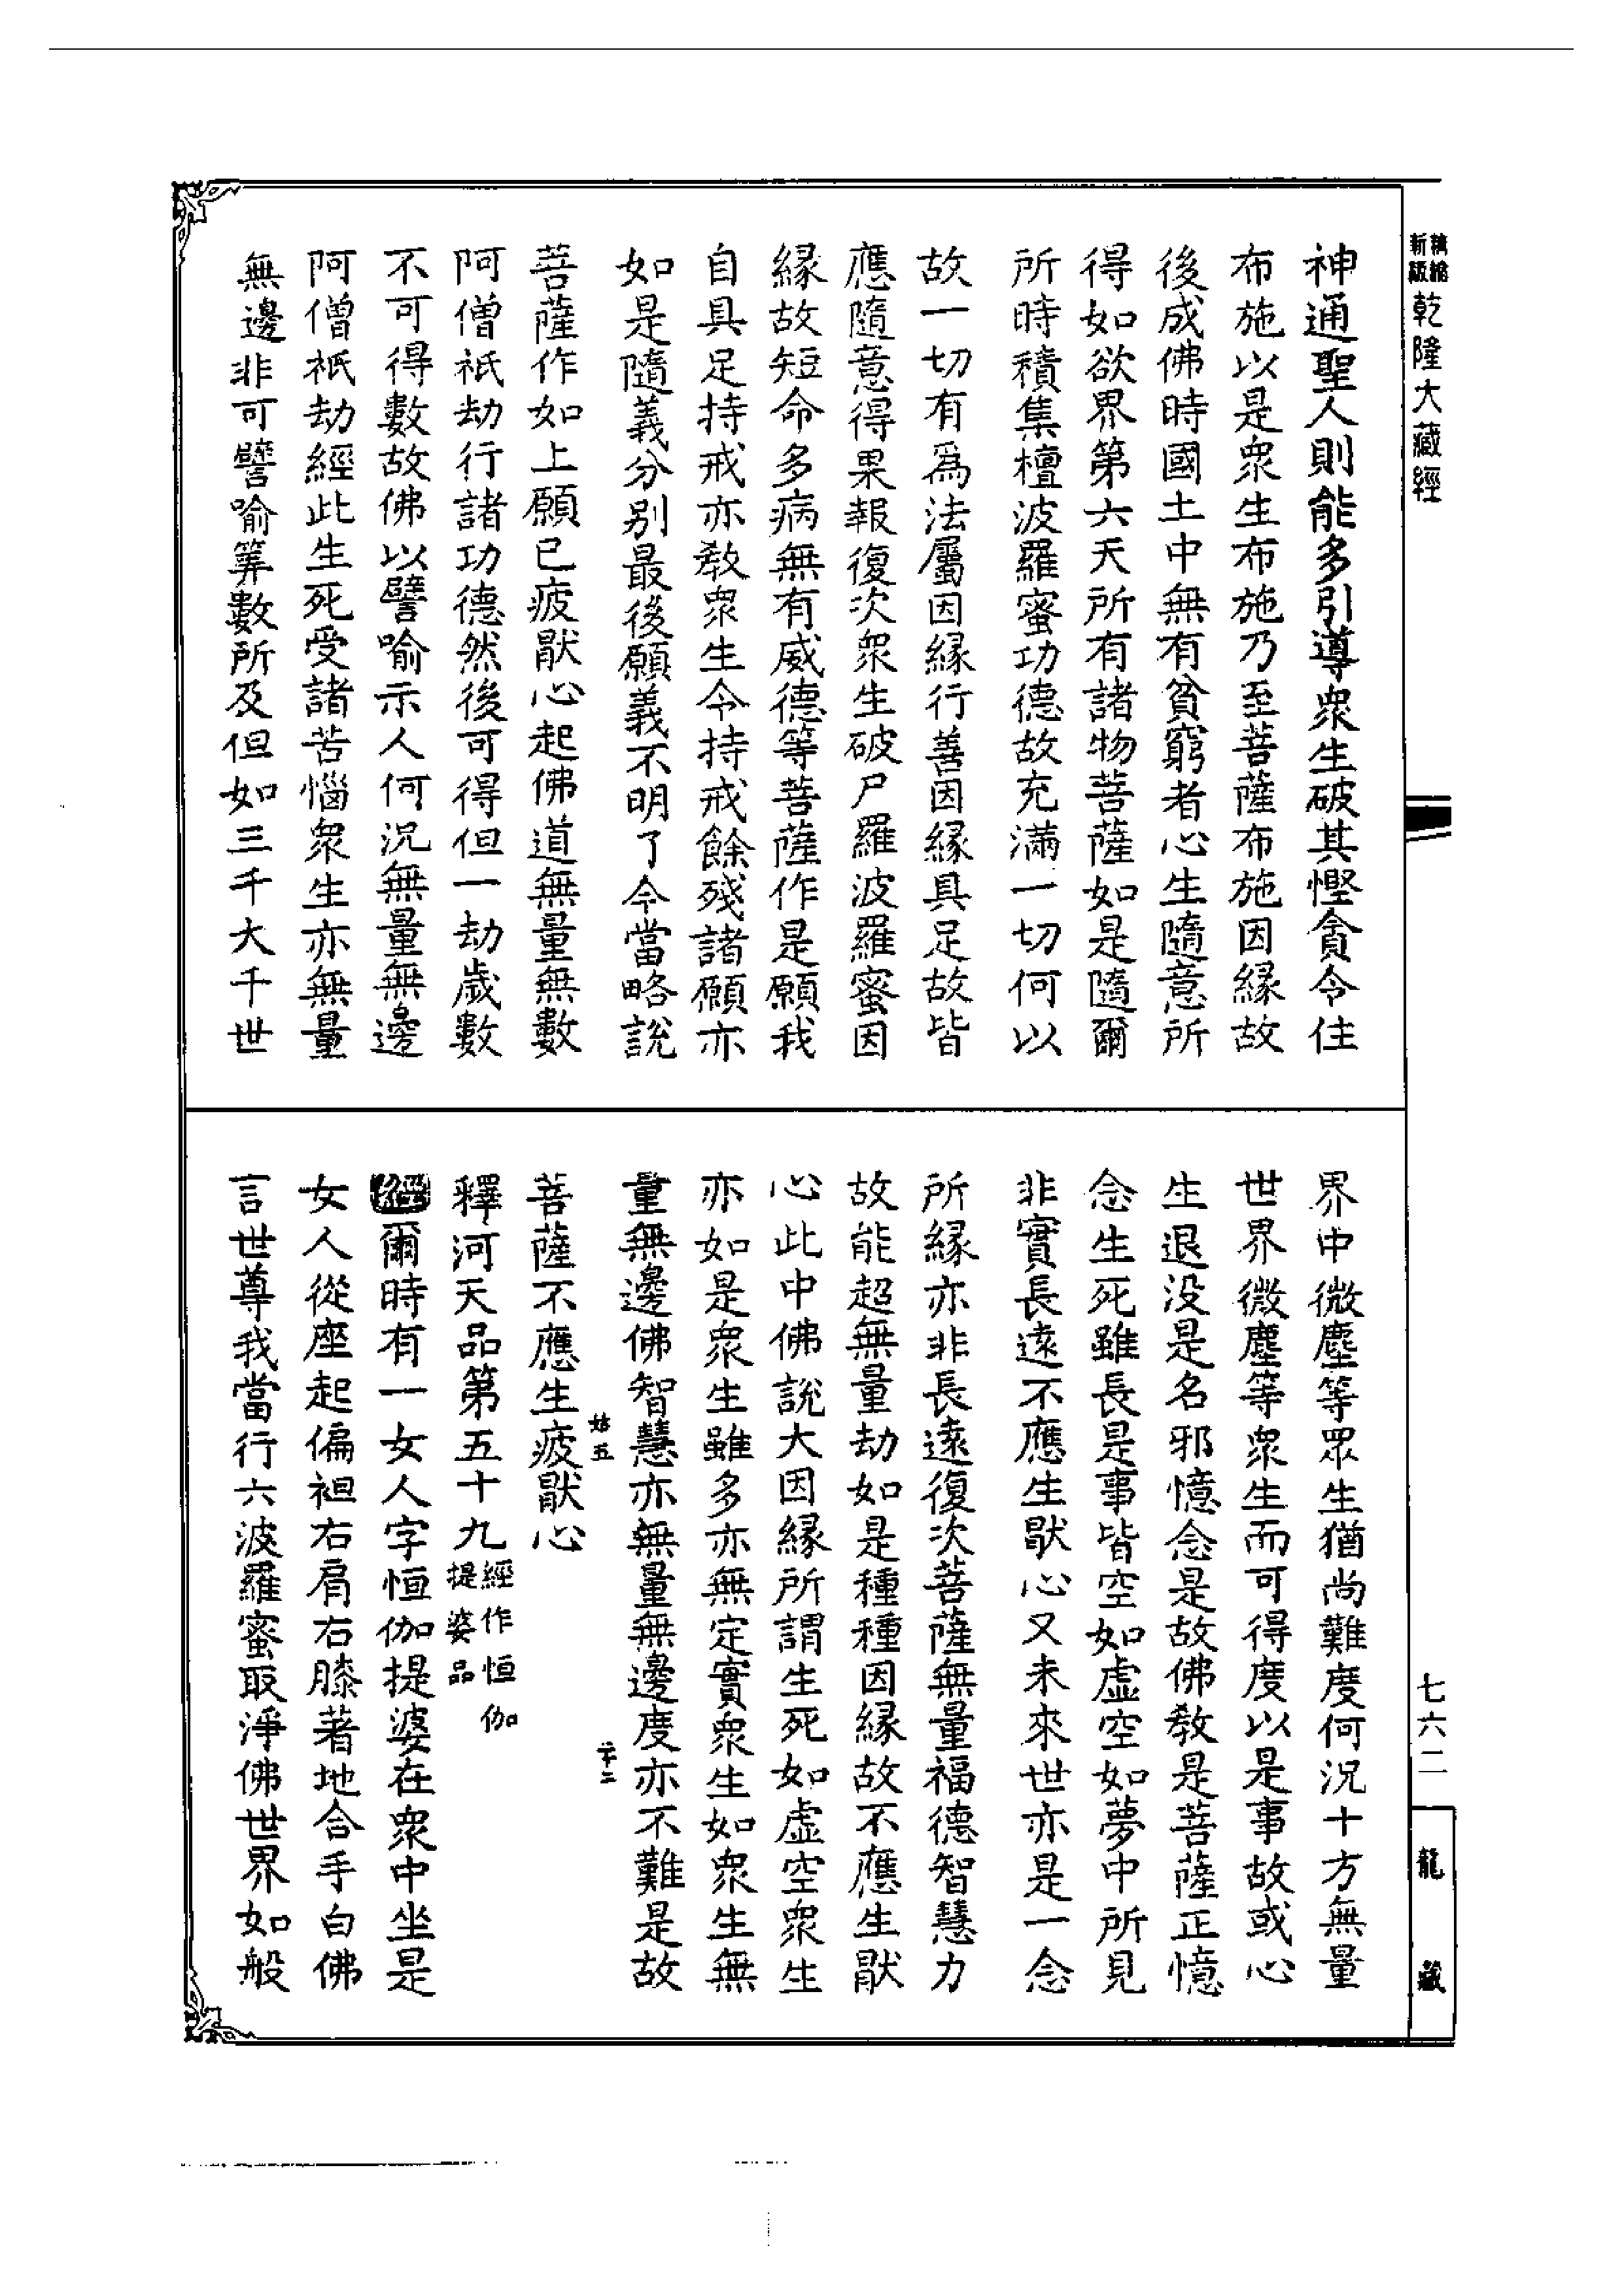 新縮
級縮
乾隆大藏經
神通聖人則能多引導衆生破其慳貪令住
布施以是衆生布施乃至菩薩布施因緣故
後成佛時國土中無有貧窮者心生隨意所
得如欲界第六天所有諸物菩薩如是隨爾
所時積集檀波羅蜜功德故充滿一切何以
故一切有爲法屬因緣行善因緣具足故皆
應隨意得果報復次衆生破尸羅波羅蜜因
緣故短命多病無有威德等菩薩作是願我
自具足持戒亦教衆生令持戒餘殘諸願亦
如是隨義分别最後願義不明了今當略說
菩薩作如上願已疲猒心起佛道無量無數
阿僧祇劫行諸功德然後可得但一劫歲數
不可得數故佛以譬喻示人何況無量無邊
阿僧祇劫經此生死受諸苦惱衆生亦無量
無邊非可譬喻筭數所及但如三千大千世
界中微塵等眾生猶尚難度何況十方無量
世界微塵等衆生而可得度以是事故或心
生退没是名邪憶念是故佛教是菩薩正憶
念生死雖長是事皆空如虛空如夢中所見
非實長遠不應生猒心又未來世亦是一念
所緣亦非長遠復次菩薩無量福德智慧力
故能超無量劫如是種種因緣故不應生猒
心此中佛說大因緣所謂生死如虛空衆生
亦如是衆生雖多亦無定實衆生如衆生無
量無邊佛智慧亦無量無邊度亦不難是故
姑五
二十二
菩薩不應生疲猒心
釋河天品第五十九經作恒伽提婆品
經爾時有一女人字恒伽提婆在衆中坐是
女人從座起偏袒右肩右膝著地合手白佛
言世尊我當行六波羅蜜取淨佛世界如般
七六二
龍藏